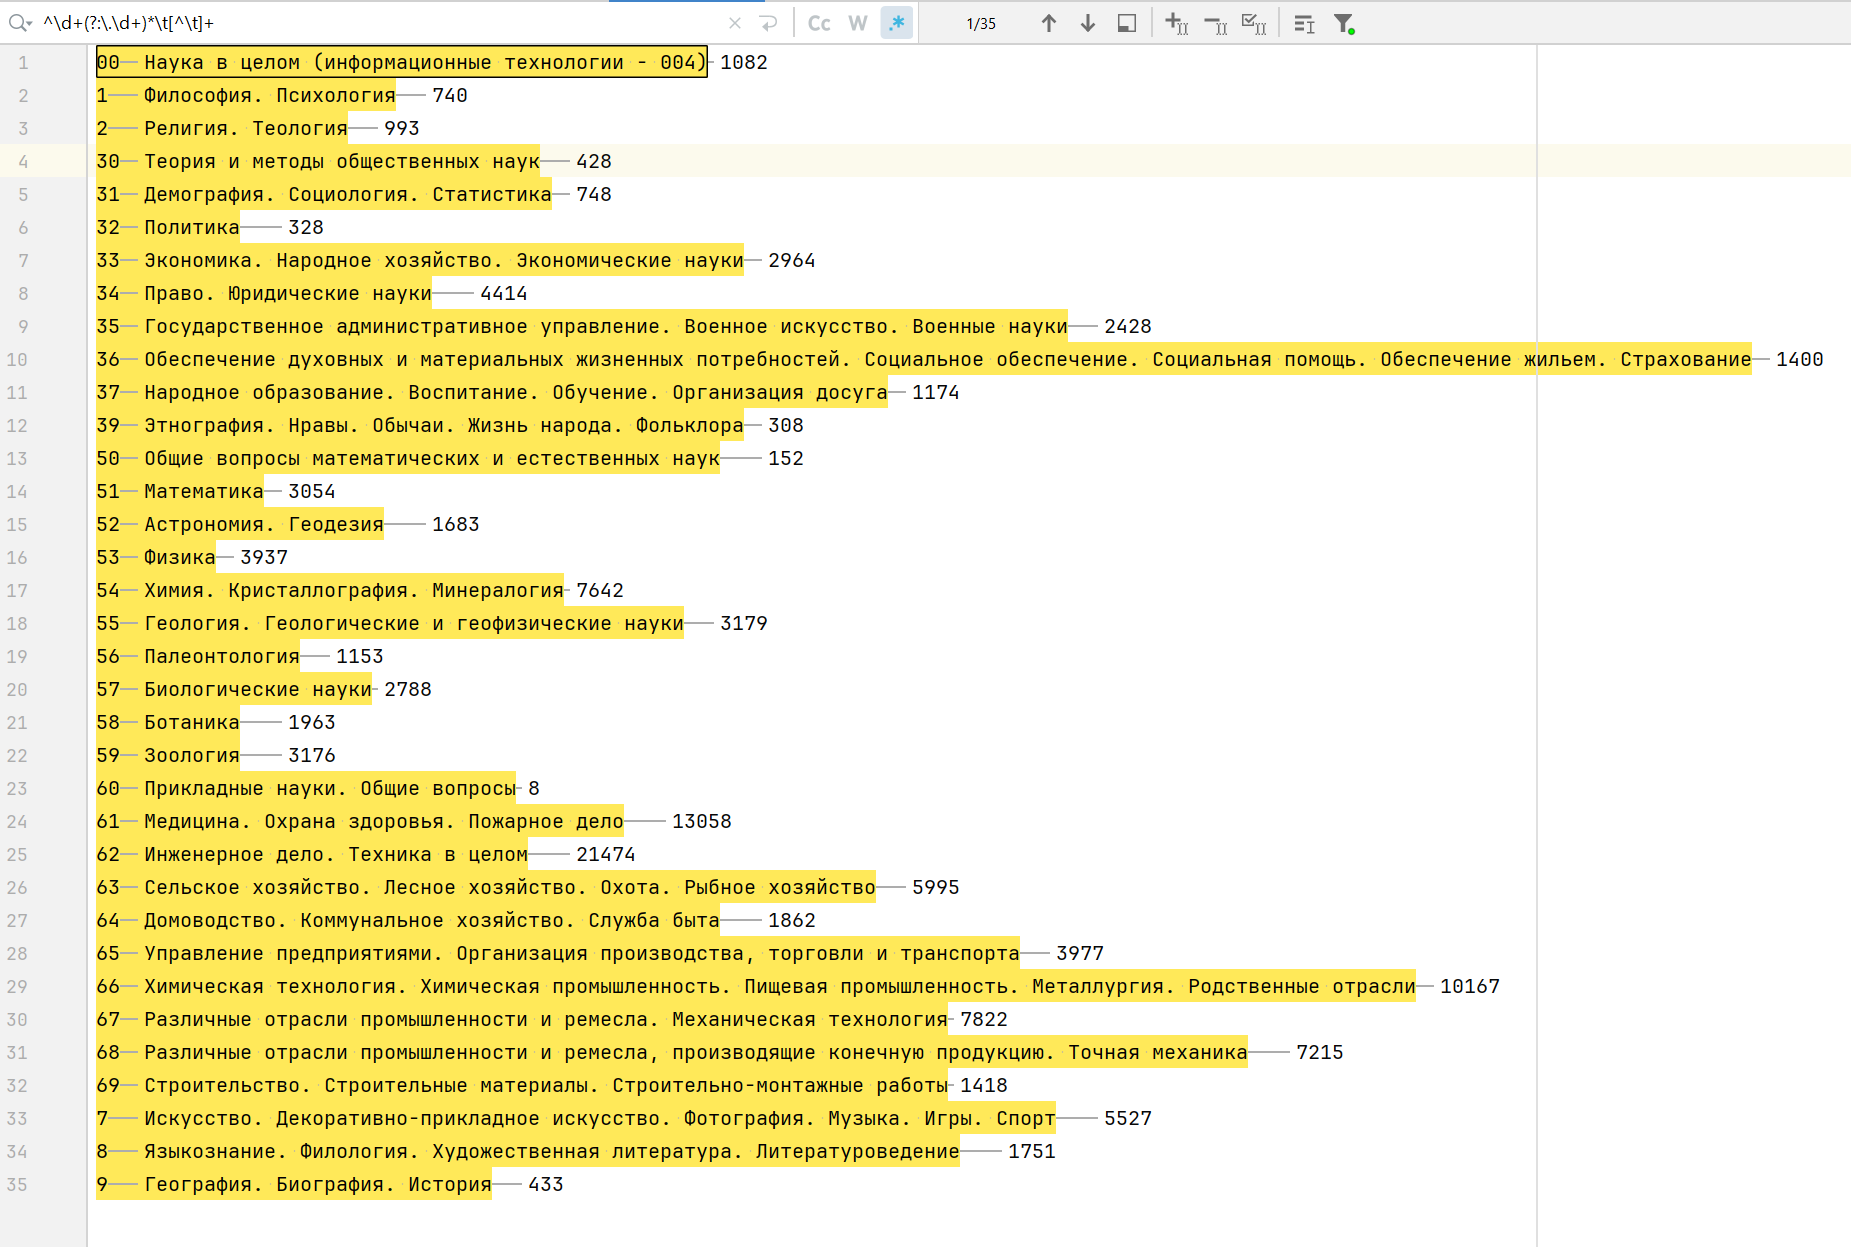 ^\d+(?:\.\d+)*\t[^\t]+ Cc W .* 1/35
1 00 Наука в целом (информационные технологии - 004) 1082
2 1 Философия. Психология 740
3 2 Религия. Теология 993
4 30 Теория и методы общественных наук 428
5 31 Демография. Социология. Статистика 748
6 32 Политика 328
7 33 Экономика. Народное хозяйство. Экономические науки 2964
8 34 Право. Юридические науки 4414
9 35 Государственное административное управление. Военное искусство. Военные науки 2428
10 36 Обеспечение духовных и материальных жизненных потребностей. Социальное обеспечение. Социальная помощь. Обеспечение жильем. Страхование 1400
11 37 Народное образование. Воспитание. Обучение. Организация досуга 1174
12 39 Этнография. Нравы. Обычаи. Жизнь народа. Фольклора 308
13 50 Общие вопросы математических и естественных наук 152
14 51 Математика 3054
15 52 Астрономия. Геодезия 1683
16 53 Физика 3937
17 54 Химия. Кристаллография. Минералогия 7642
18 55 Геология. Геологические и геофизические науки 3179
19 56 Палеонтология 1153
20 57 Биологические науки 2788
21 58 Ботаника 1963
22 59 Зоология 3176
23 60 Прикладные науки. Общие вопросы 8
24 61 Медицина. Охрана здоровья. Пожарное дело 13058
25 62 Инженерное дело. Техника в целом 21474
26 63 Сельское хозяйство. Лесное хозяйство. Охота. Рыбное хозяйство 5995
27 64 Домоводство. Коммунальное хозяйство. Служба быта 1862
28 65 Управление предприятиями. Организация производства, торговли и транспорта 3977
29 66 Химическая технология. Химическая промышленность. Пищевая промышленность. Металлургия. Родственные отрасли 10167
30 67 Различные отрасли промышленности и ремесла. Механическая технология 7822
31 68 Различные отрасли промышленности и ремесла, производящие конечную продукцию. Точная механика 7215
32 69 Строительство. Строительные материалы. Строительно-монтажные работы 1418
33 7 Искусство. Декоративно-прикладное искусство. Фотография. Музыка. Игры. Спорт 5527
34 8 Языкознание. Филология. Художественная литература. Литературоведение 1751
35 9 География. Биография. История 433